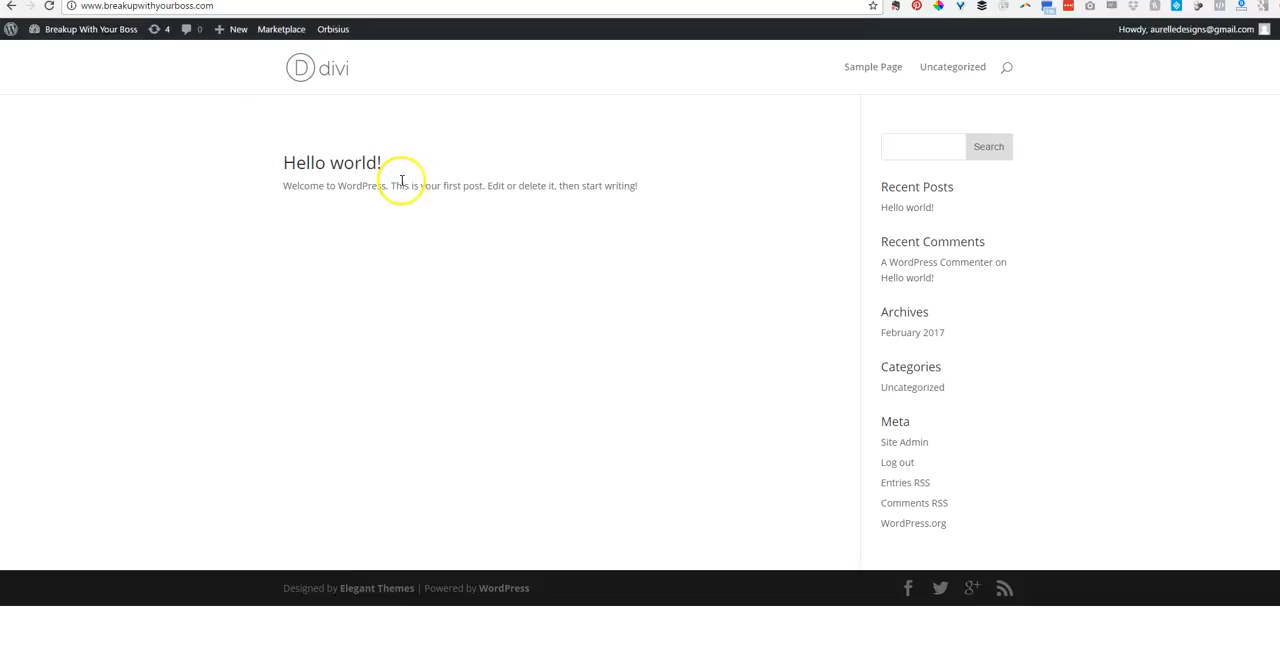 www.breakupwithyourboss.com
Breakup With Your Boss 4 0 New Marketplace Orbisius Howdy, aurelledesigns@gmail.com
D divi Sample Page Uncategorized
Hello world!
Welcome to WordPress. This is your first post. Edit or delete it, then start writing!
Search
Recent Posts
Hello world!
Recent Comments
A WordPress Commenter on
Hello world!
Archives
February 2017
Categories
Uncategorized
Meta
Site Admin
Log out
Entries RSS
Comments RSS
WordPress.org
Designed by Elegant Themes | Powered by WordPress